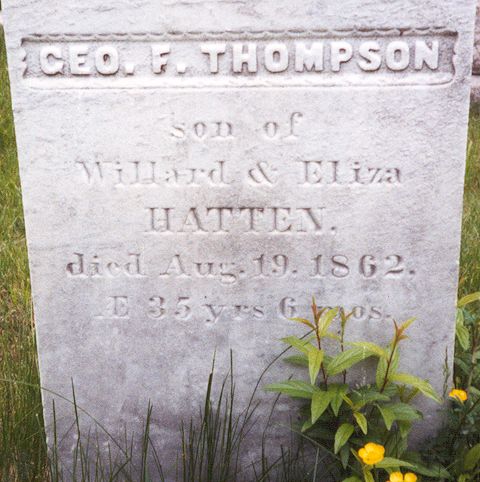 GEO. F. THOMPSON
son of
Willard & Eliza
HATTEN.
died Aug. 19. 1862.
Æ 35 yrs 6 mos.